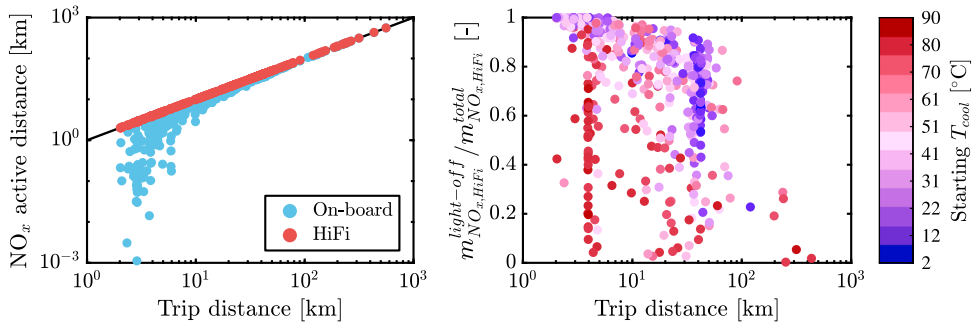 NOₓ active distance [km]
10³
10⁰
10⁻³
On-board
HiFi
10⁰ 10¹ 10² 10³
Trip distance [km]
m^{light-off}_{NOₓ,HiFi}/m^{total}_{NOₓ,HiFi} [-]
1
0.8
0.6
0.4
0.2
0
10⁰ 10¹ 10² 10³
Trip distance [km]
90
80
70
61
51
41
31
22
12
2
Starting T_{cool} [°C]